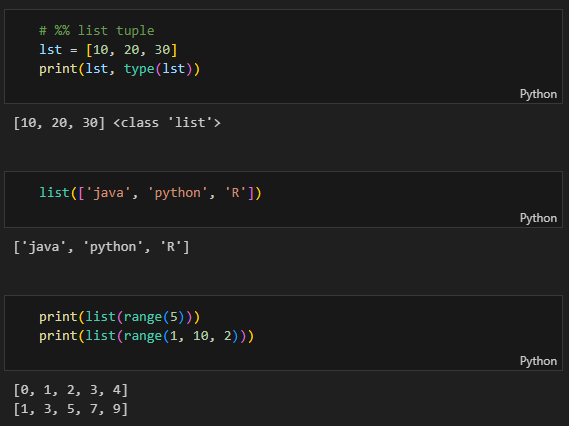 # %% list tuple
lst = [10, 20, 30]
print(lst, type(lst))
Python
[10, 20, 30] <class 'list'>
list(['java', 'python', 'R'])
Python
['java', 'python', 'R']
print(list(range(5)))
print(list(range(1, 10, 2)))
Python
[0, 1, 2, 3, 4]
[1, 3, 5, 7, 9]